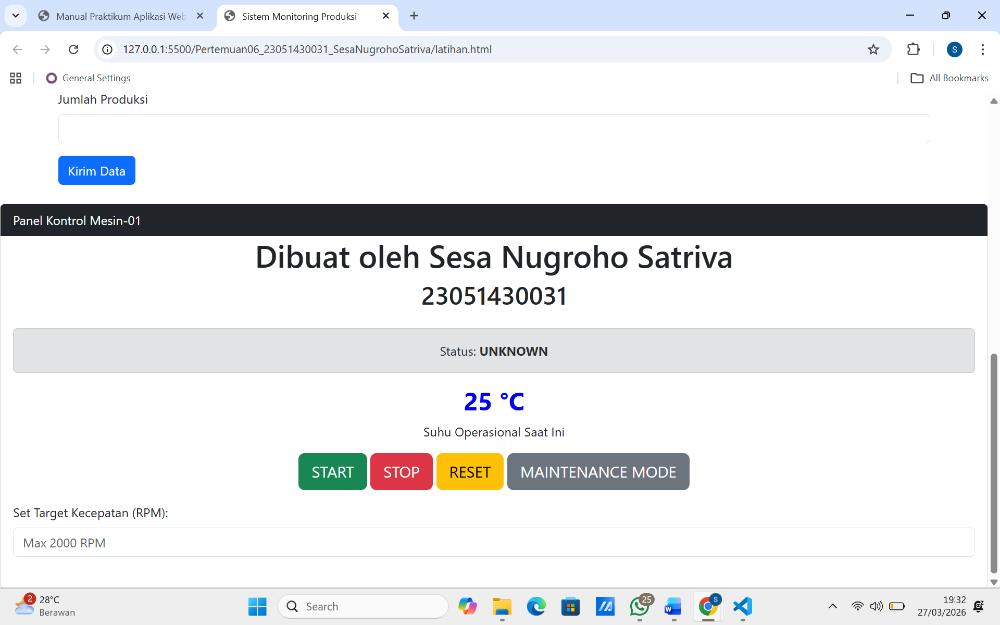 Manual Praktikum Aplikasi Web
Sistem Monitoring Produksi
127.0.0.1:5500/Pertemuan06_23051430031_SesaNugrohoSatriva/latihan.html
S
General Settings
All Bookmarks
Jumlah Produksi
Kirim Data
Panel Kontrol Mesin-01
Dibuat oleh Sesa Nugroho Satriva
23051430031
Status: UNKNOWN
25 °C
Suhu Operasional Saat Ini
START STOP RESET MAINTENANCE MODE
Set Target Kecepatan (RPM):
Max 2000 RPM
2
28°C
Berawan
Search
25
W
S
19:32
27/03/2026